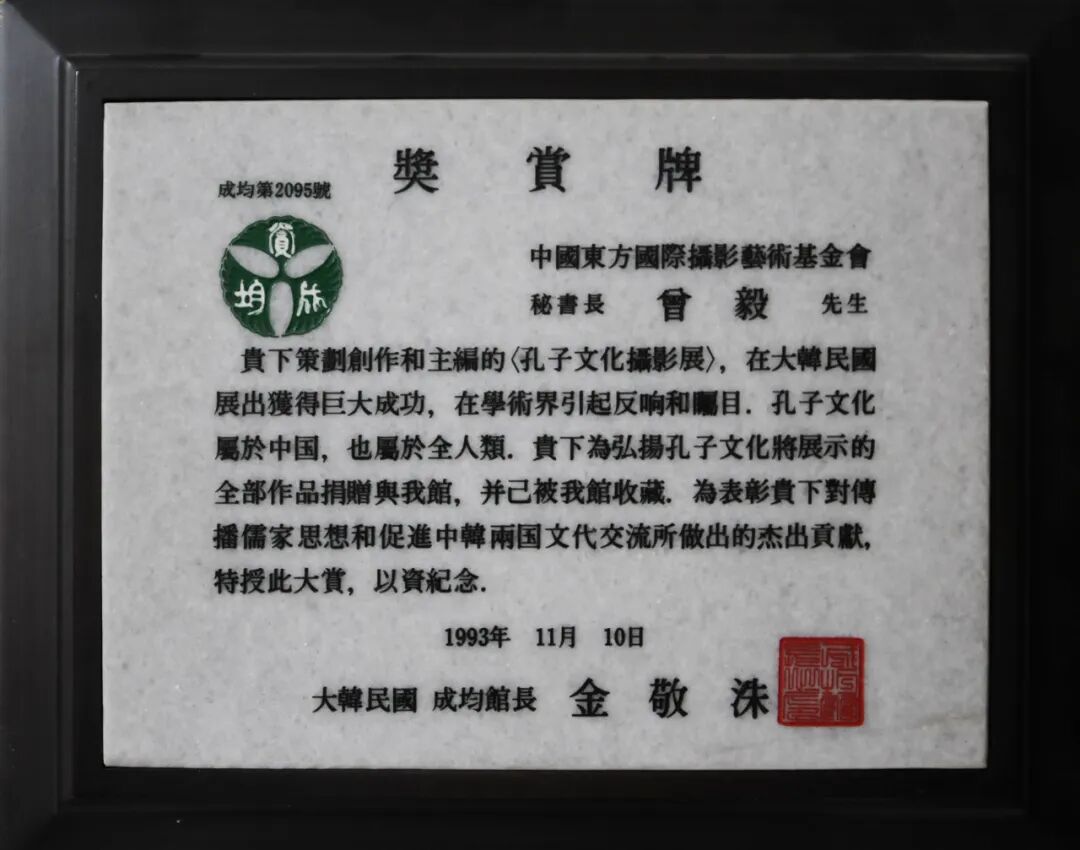 獎賞牌
成均第2095號
中國東方國際攝影藝術基金會
秘書長 曾毅 先生
貴下策劃創作和主編的〈孔子文化攝影展〉，在大韓民國
展出獲得巨大成功，在學術界引起反响和矚目．孔子文化
屬於中国，也屬於全人類．貴下為弘揚孔子文化將展示的
全部作品捐贈與我館，并己被我館收藏．為表彰貴下對傳
播儒家思想和促進中韓兩国文代交流所做出的杰出貢獻，
特授此大賞，以資紀念．
1993年 11月 10日
大韓民國 成均館長 金敬洙